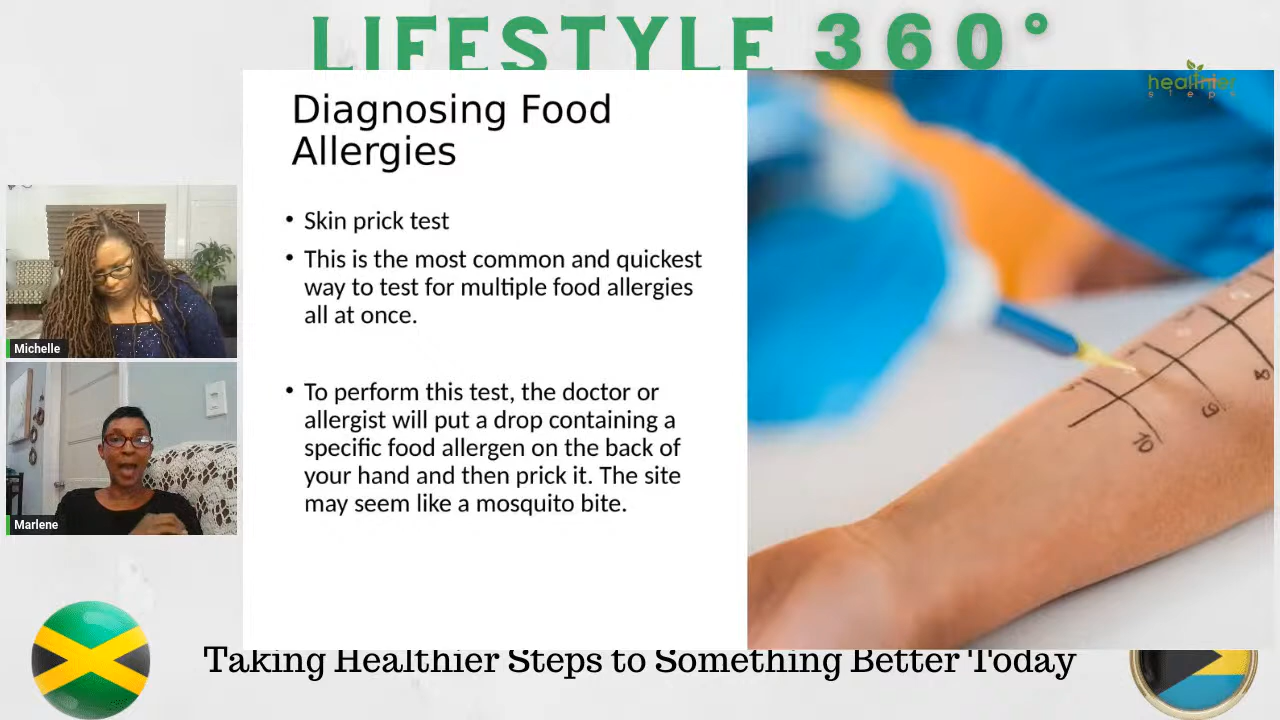 LIFESTYLE 360°
healthier
steps
Diagnosing Food
Allergies
• Skin prick test
• This is the most common and quickest
way to test for multiple food allergies
all at once.
• To perform this test, the doctor or
allergist will put a drop containing a
specific food allergen on the back of
your hand and then prick it. The site
may seem like a mosquito bite.
Michelle
Marlene
10
9
Taking Healthier Steps to Something Better Today